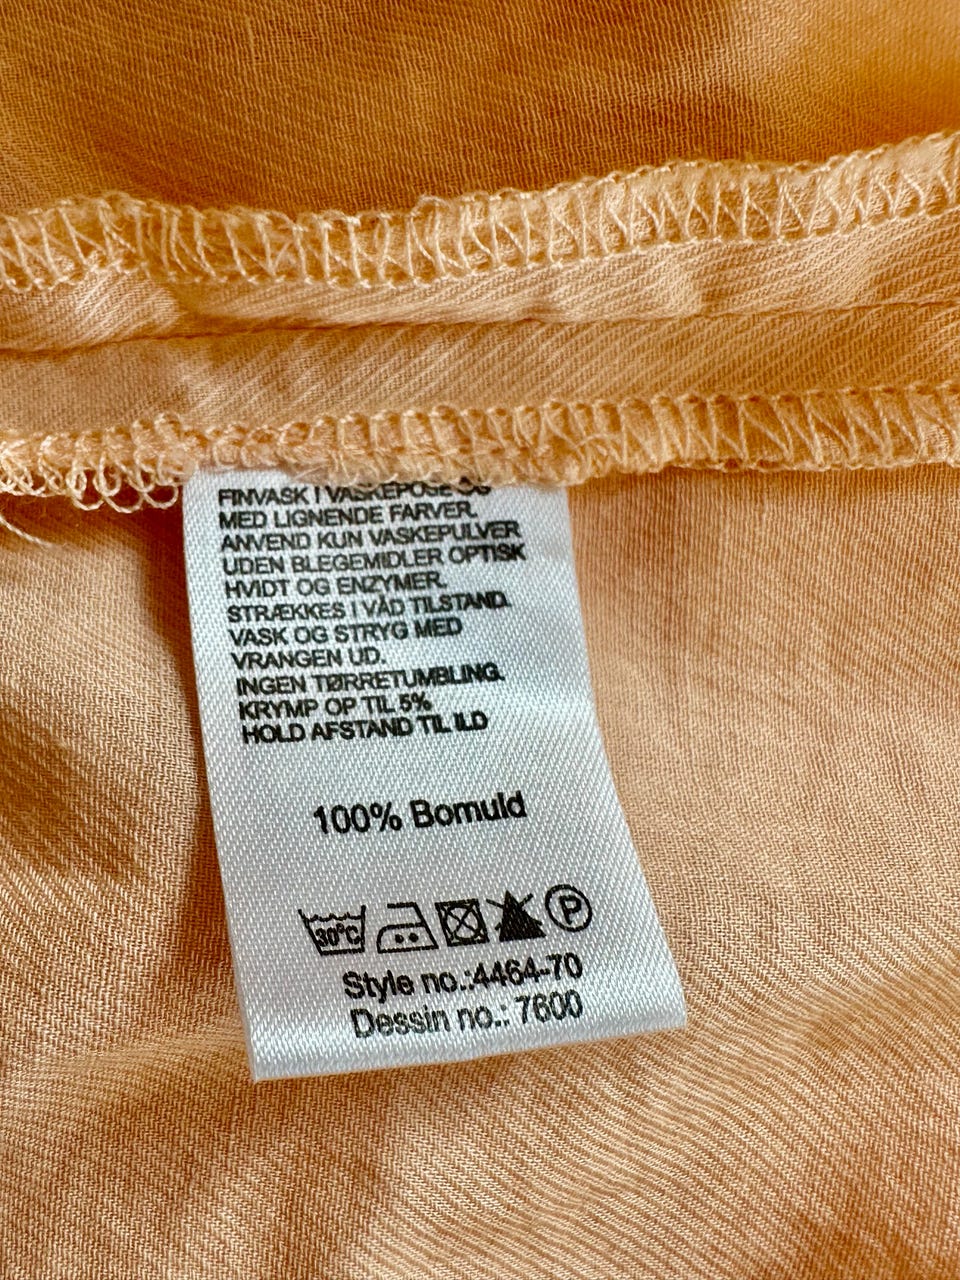 FINVASK I VASKEPOSE OG
MED LIGNENDE FARVER.
ANVEND KUN VASKEPULVER
UDEN BLEGEMIDLER OPTISK
HVIDT OG ENZYMER.
STRÆKKES I VÅD TILSTAND.
VASK OG STRYG MED
VRANGEN UD.
INGEN TØRRETUMBLING.
KRYMP OP TIL 5%
HOLD AFSTAND TIL ILD
100% Bomuld
30°C P
Style no.:4464-70
Dessin no.: 7600